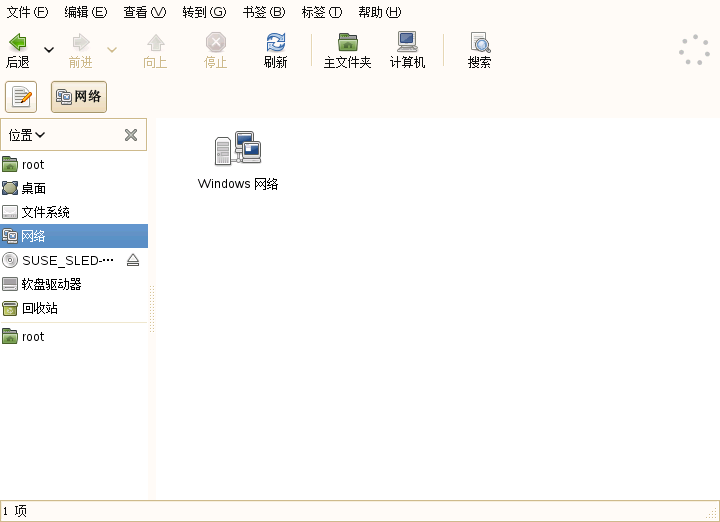 文件(F) 编辑(E) 查看(V) 转到(G) 书签(B) 标签(T) 帮助(H)
后退 前进 向上 停止 刷新 主文件夹 计算机 搜索
网络
位置
root
桌面
文件系统
网络
SUSE_SLED-…
软盘驱动器
回收站
root
Windows 网络
1 项